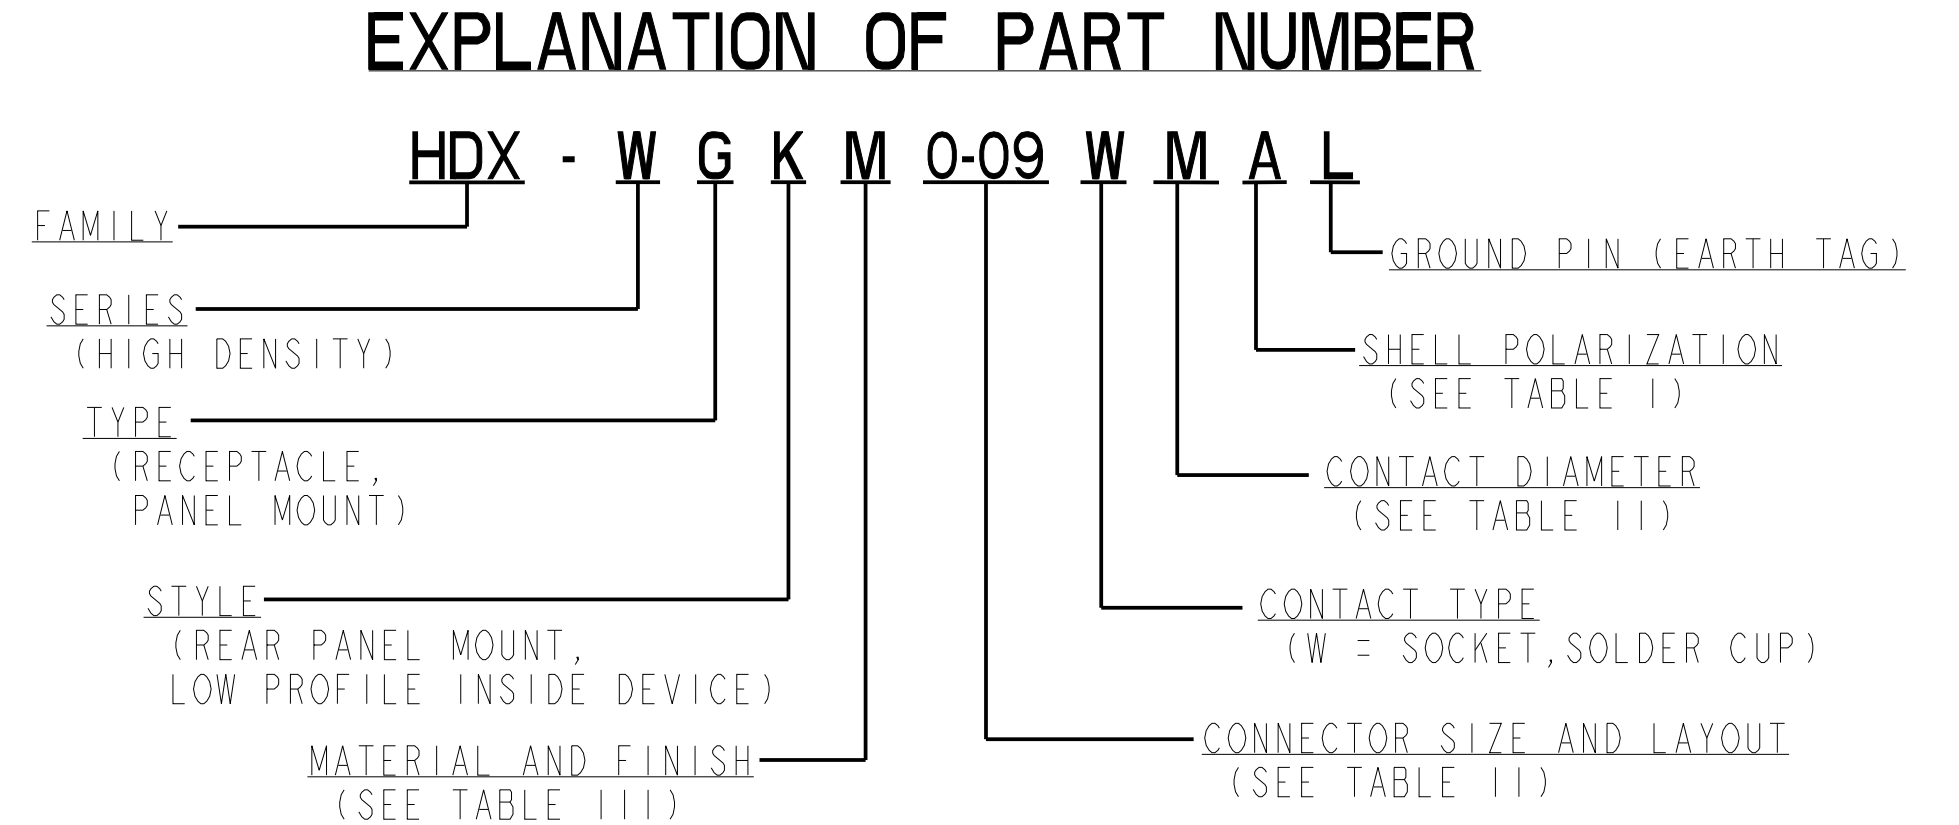 EXPLANATION OF PART NUMBER
HDX - W G K M 0-09 W M A L
FAMILY
SERIES
(HIGH DENSITY)
TYPE
(RECEPTACLE,
PANEL MOUNT)
STYLE
(REAR PANEL MOUNT,
LOW PROFILE INSIDE DEVICE)
MATERIAL AND FINISH
(SEE TABLE III)
GROUND PIN (EARTH TAG)
SHELL POLARIZATION
(SEE TABLE I)
CONTACT DIAMETER
(SEE TABLE II)
CONTACT TYPE
(W = SOCKET,SOLDER CUP)
CONNECTOR SIZE AND LAYOUT
(SEE TABLE II)